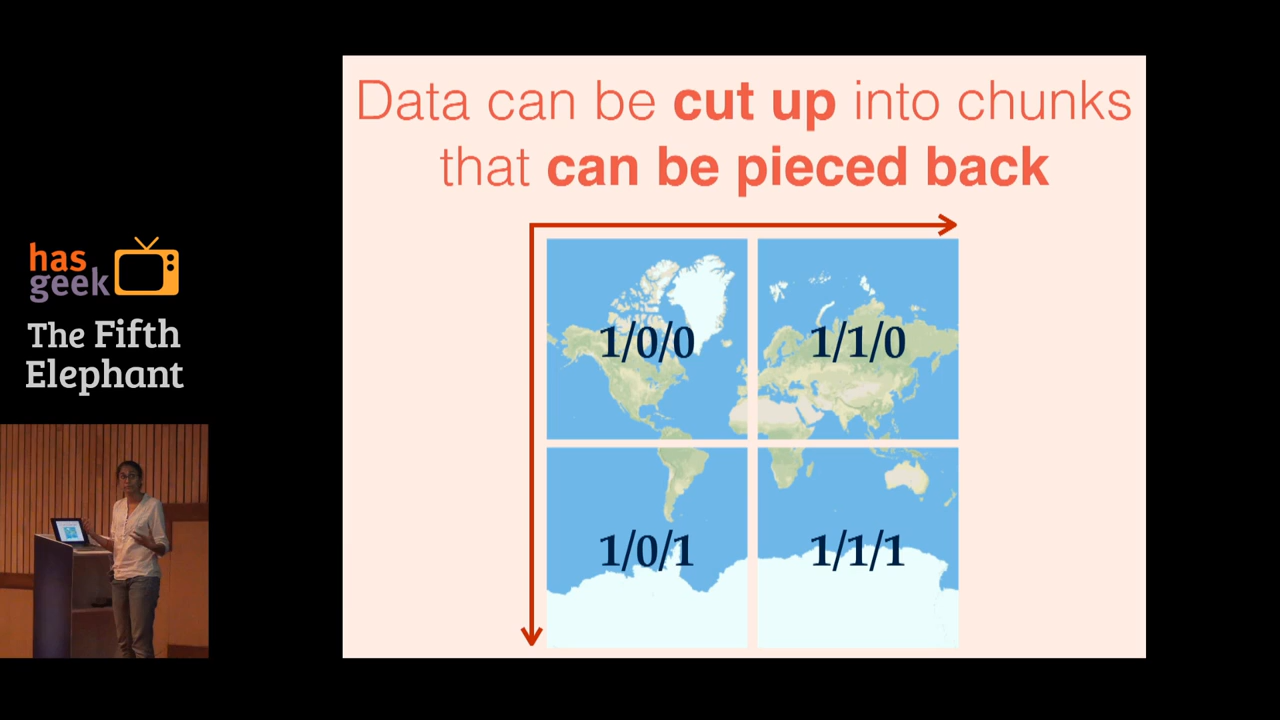 Data can be cut up into chunks
that can be pieced back
has
geek
The Fifth
Elephant
1/0/0
1/1/0
1/0/1
1/1/1